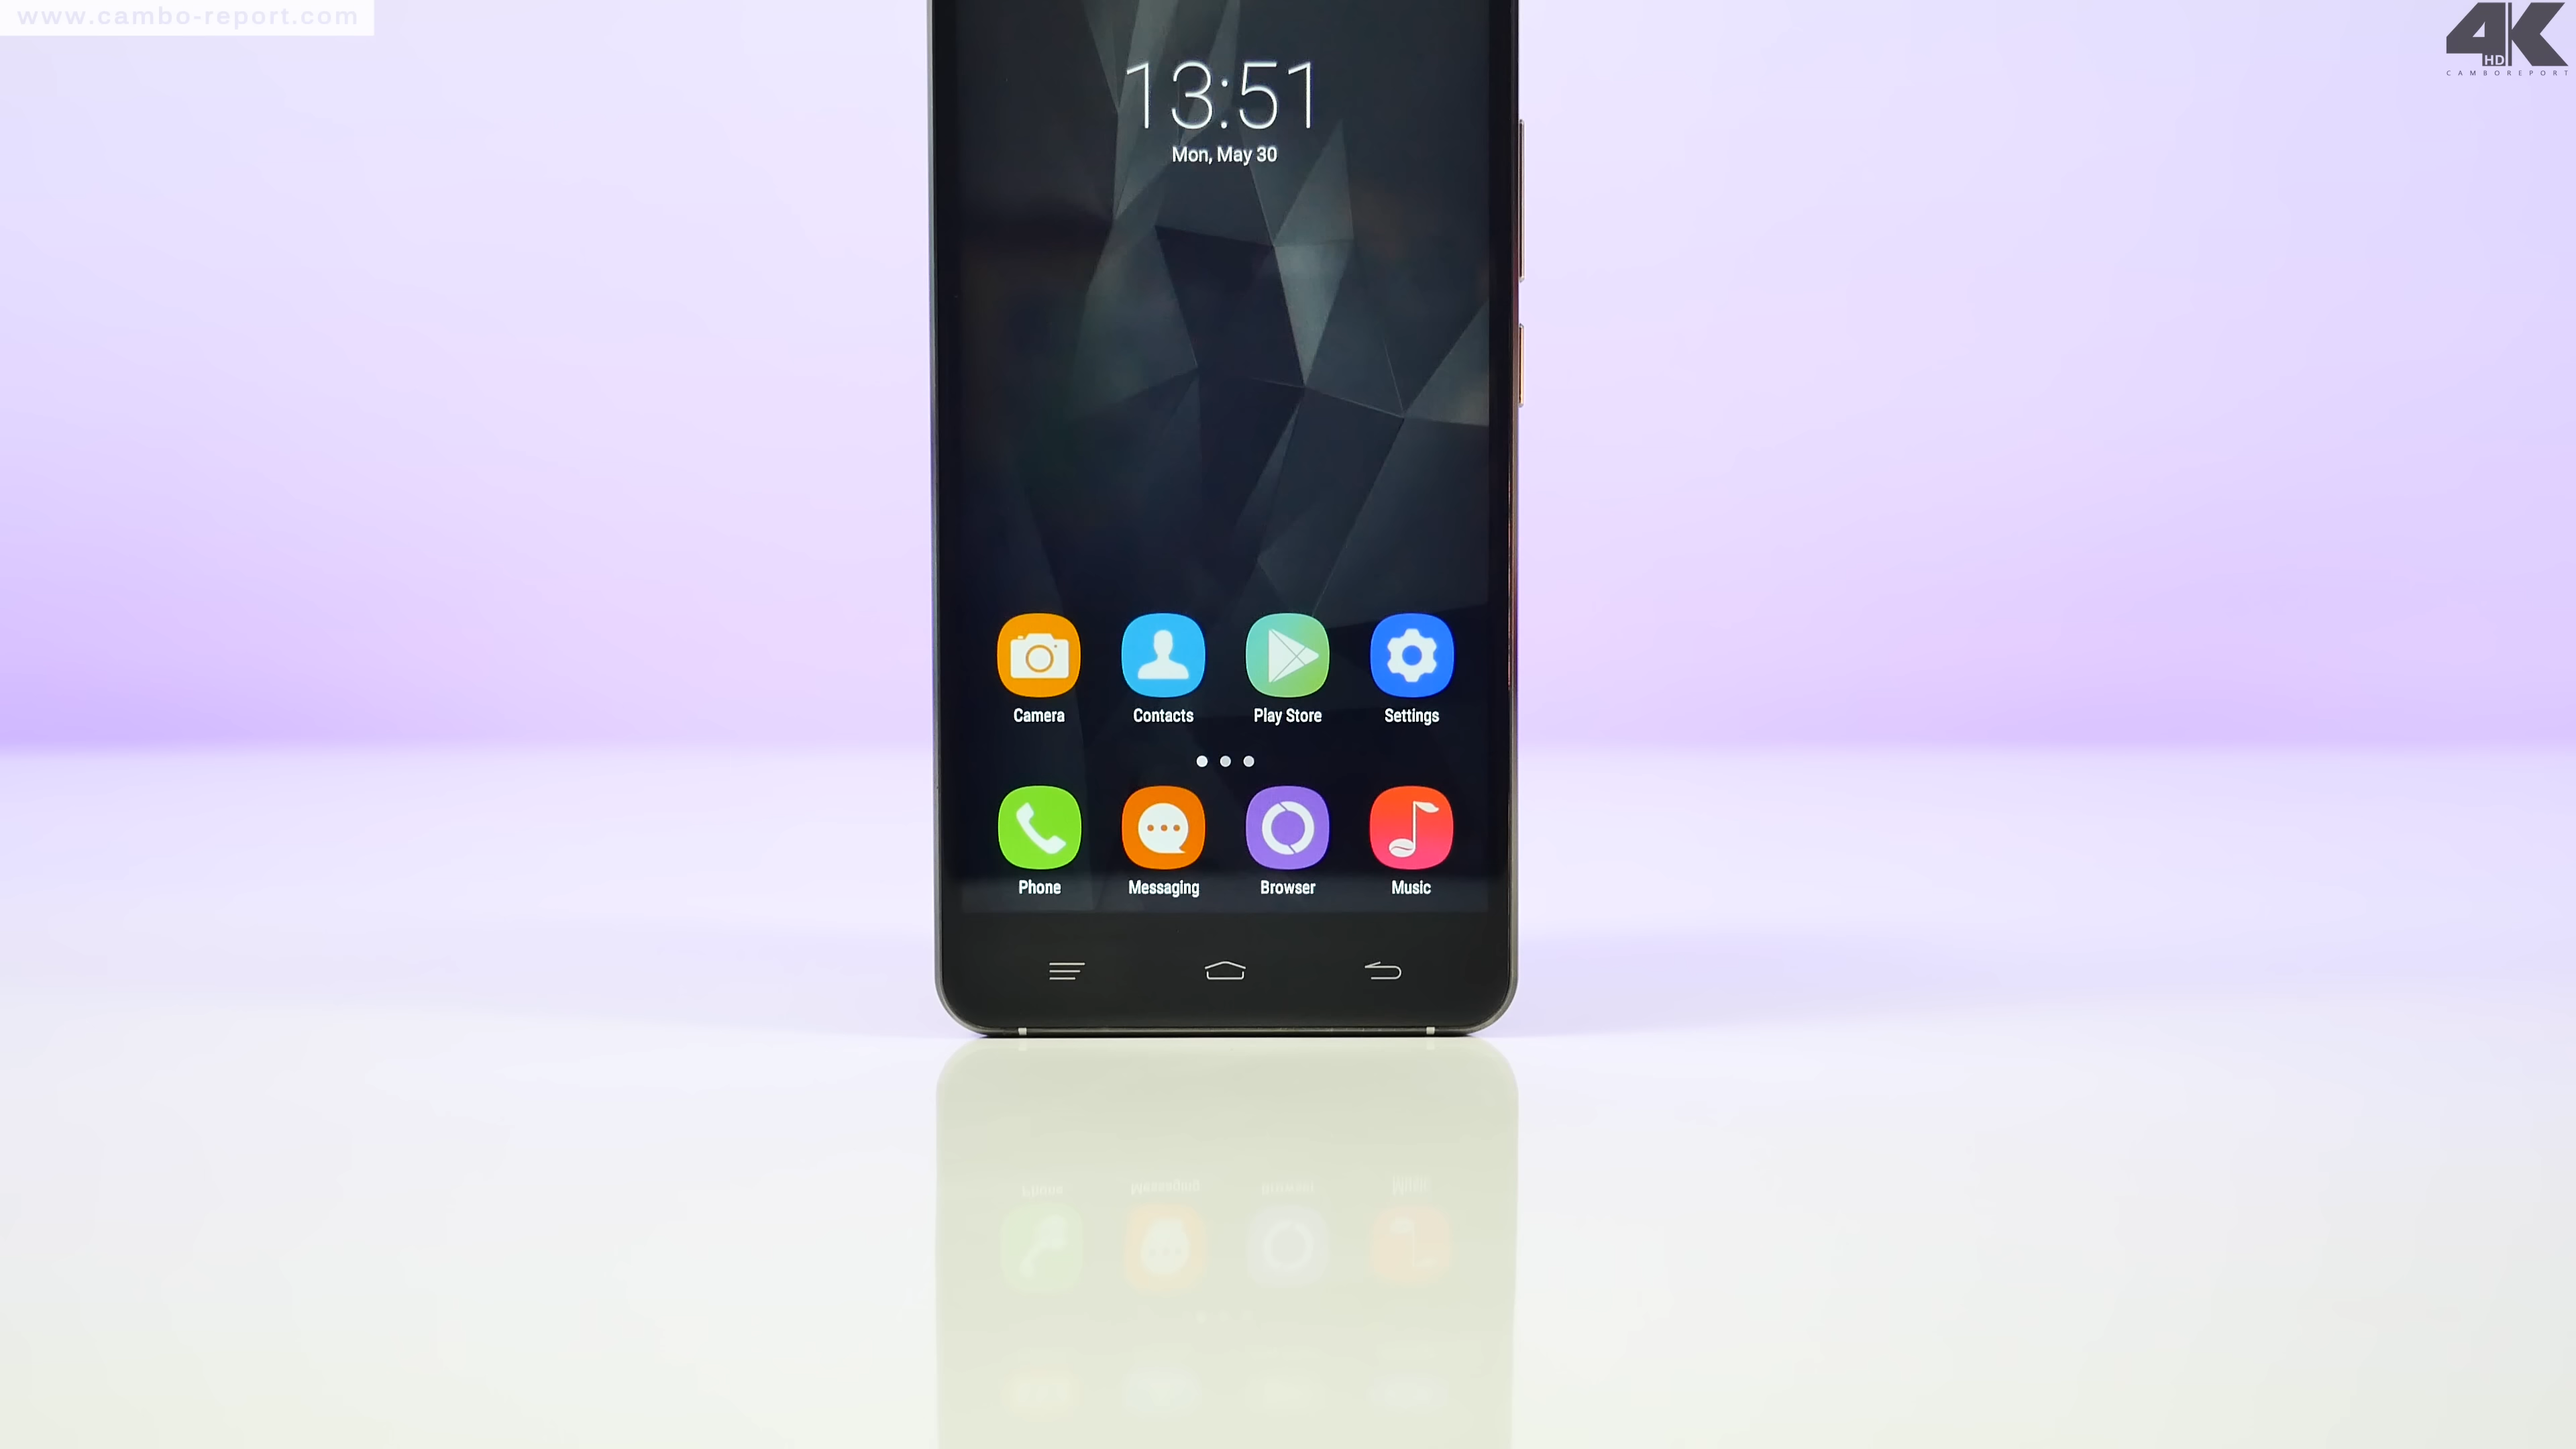 www.cambo-report.com
4K
HD
CAMBOREPORT
13:51
Mon, May 30
Camera Contacts Play Store Settings
Phone Messaging Browser Music